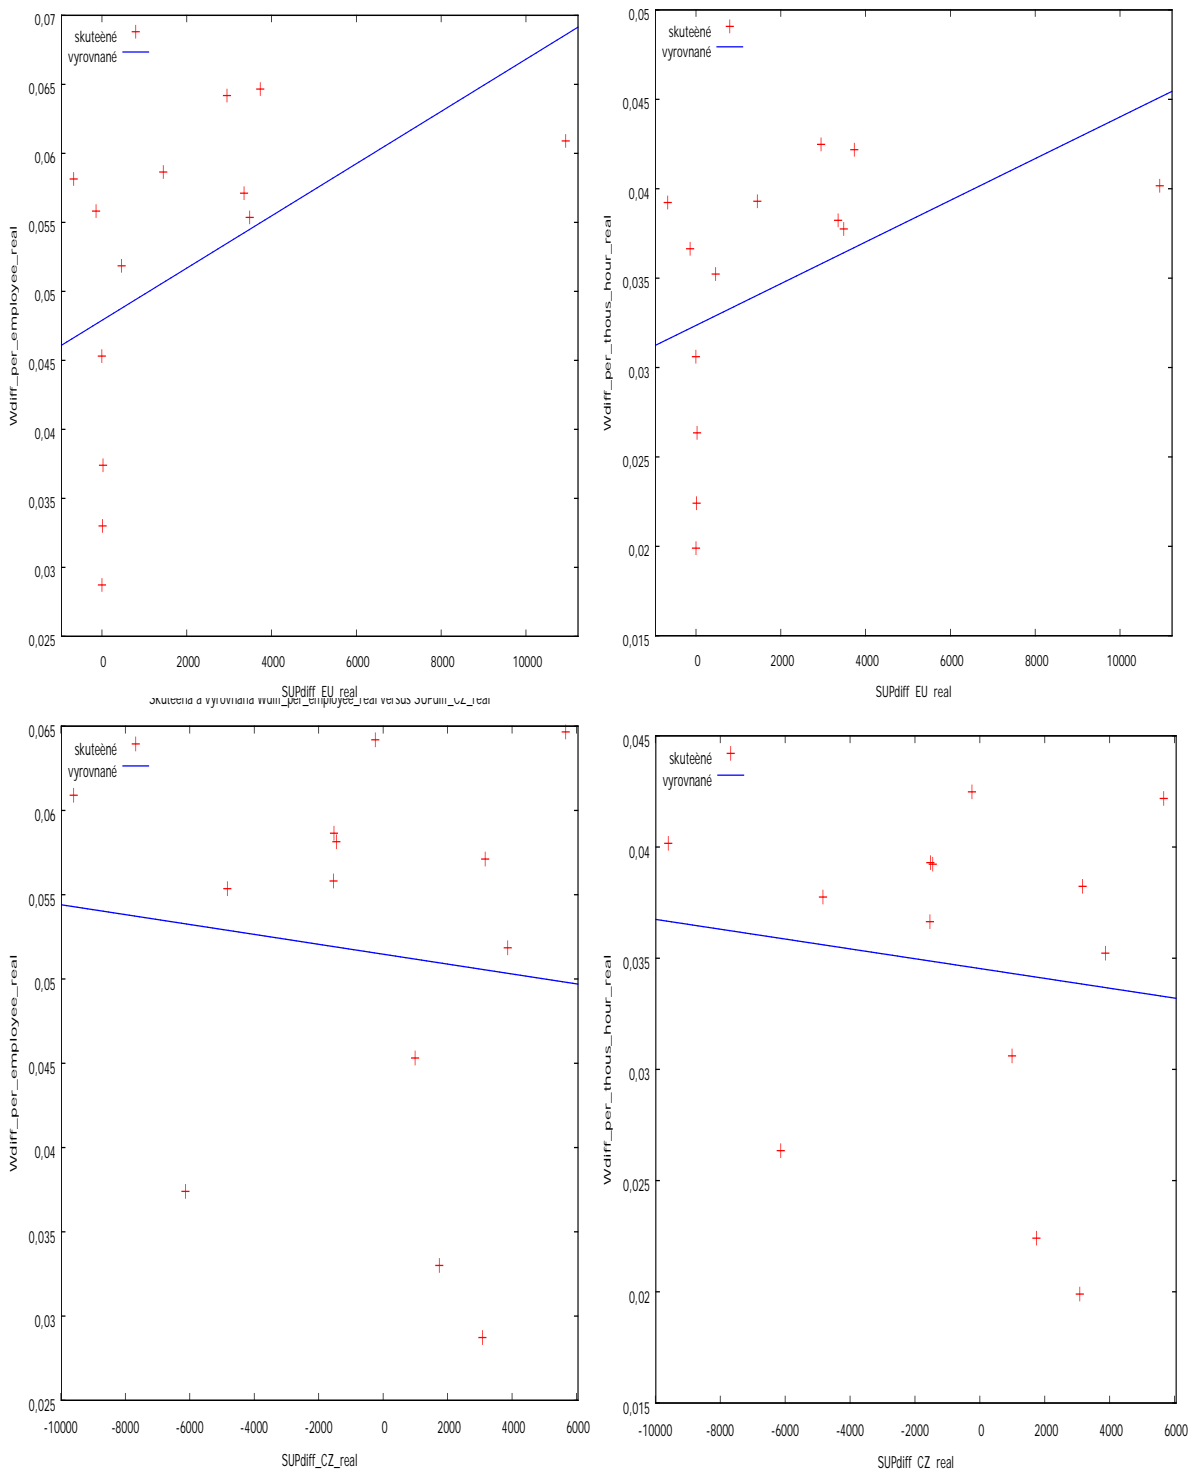 0,07
skuteèné
vyrovnané
0,065
0,06
0,055
0,05
0,045
0,04
0,035
0,03
0,025
Wdiff_per_employee_real
0 2000 4000 6000 8000 10000
SUPdiff_EU_real
0,05
skuteèné
vyrovnané
0,045
0,04
0,035
0,03
0,025
0,02
0,015
Wdiff_per_thous_hour_real
0 2000 4000 6000 8000 10000
SUPdiff_EU_real
Skuteèná a vyrovnaná Wdiff_per_employee_real versus SUPdiff_CZ_real
0,065
skuteèné
vyrovnané
0,06
0,055
0,05
0,045
0,04
0,035
0,03
0,025
Wdiff_per_employee_real
-10000 -8000 -6000 -4000 -2000 0 2000 4000 6000
SUPdiff_CZ_real
0,045
skuteèné
vyrovnané
0,04
0,035
0,03
0,025
0,02
0,015
Wdiff_per_thous_hour_real
-10000 -8000 -6000 -4000 -2000 0 2000 4000 6000
SUPdiff_CZ_real